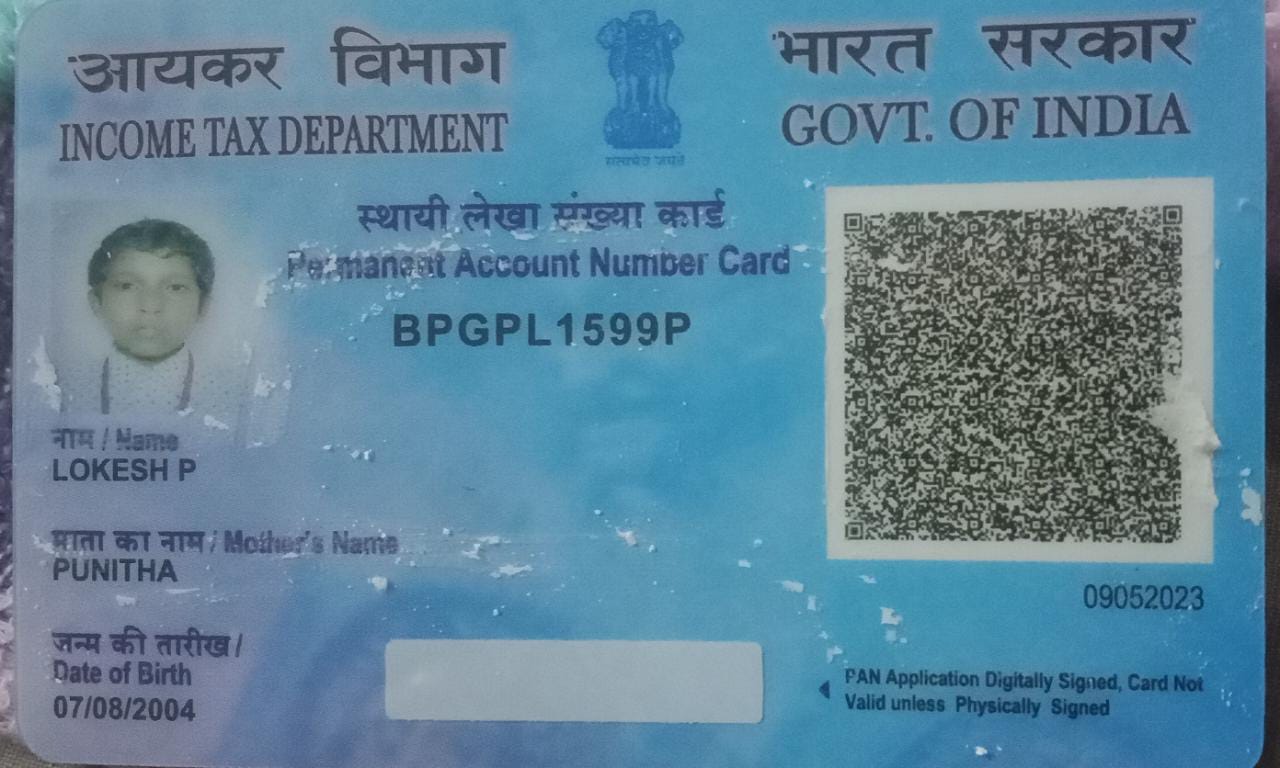 आयकर विभाग
INCOME TAX DEPARTMENT
सत्यमेव जयते
भारत सरकार
GOVT. OF INDIA
स्थायी लेखा संख्या कार्ड
Permanent Account Number Card
BPGPL1599P
नाम / Name
LOKESH P
माता का नाम / Mother's Name
PUNITHA
जन्म की तारीख /
Date of Birth
07/08/2004
09052023
PAN Application Digitally Signed, Card Not
Valid unless Physically Signed